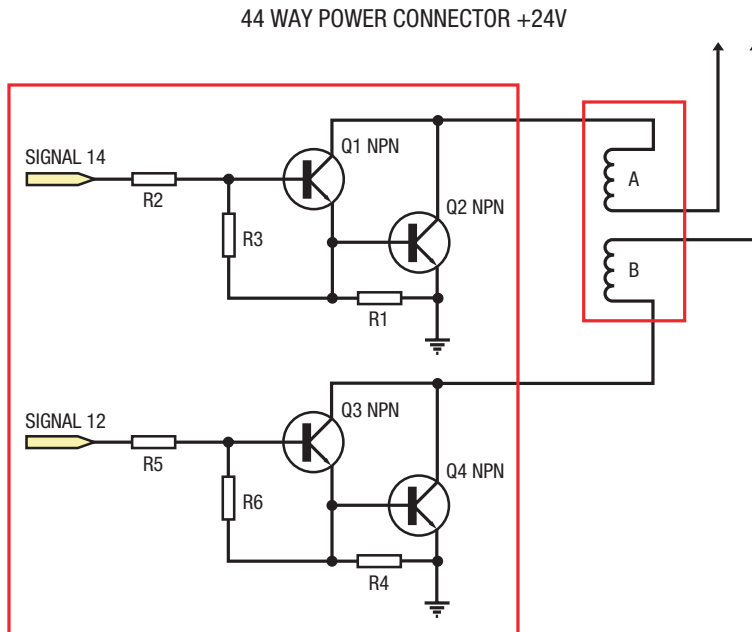 44 WAY POWER CONNECTOR +24V
SIGNAL 14
Q1 NPN
R2
A
Q2 NPN
R3
B
R1
SIGNAL 12
Q3 NPN
R5
Q4 NPN
R6
R4